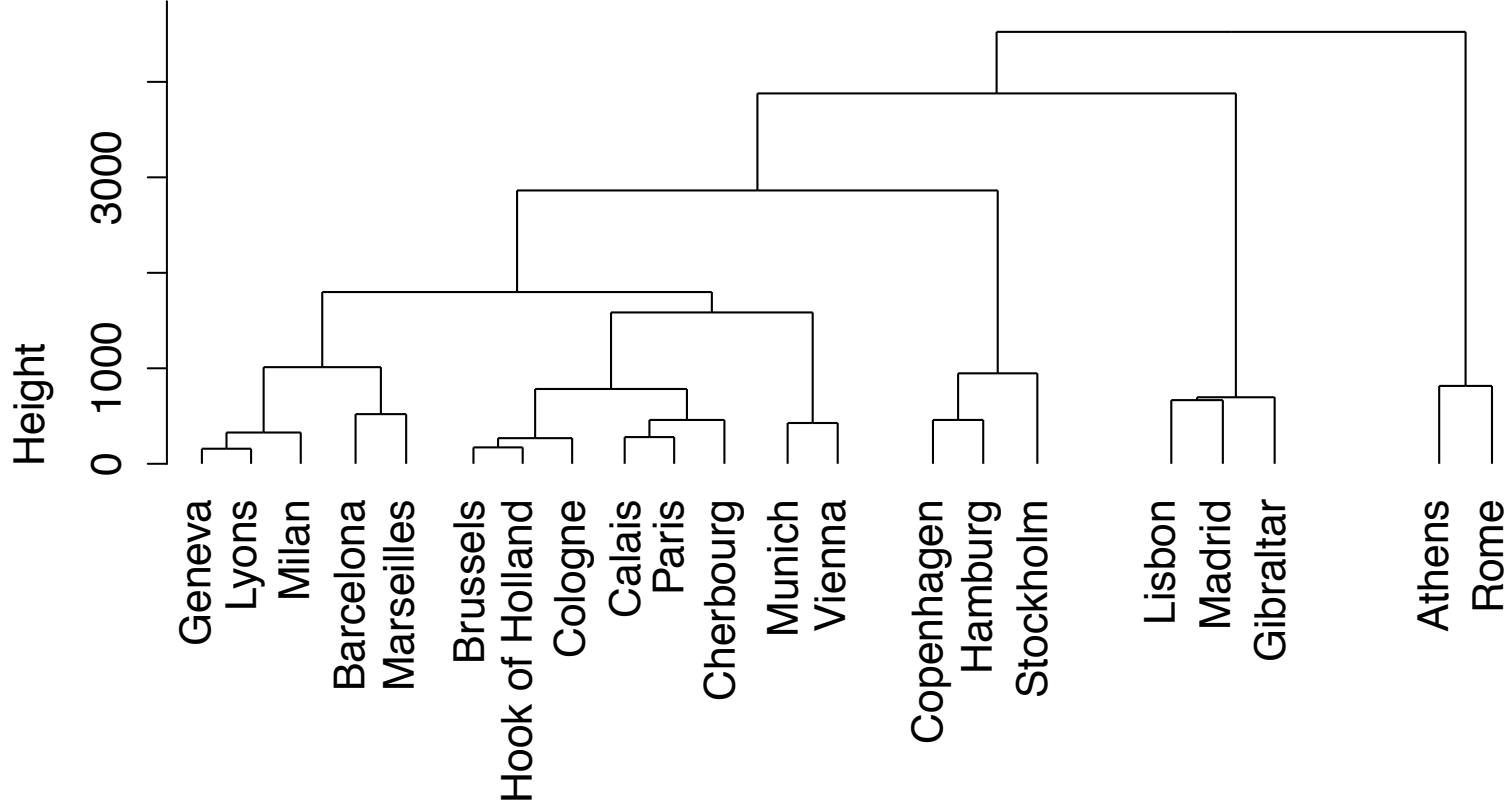 Height
0
1000
3000
Geneva
Lyons
Milan
Barcelona
Marseilles
Brussels
Hook of Holland
Cologne
Calais
Paris
Cherbourg
Munich
Vienna
Copenhagen
Hamburg
Stockholm
Lisbon
Madrid
Gibraltar
Athens
Rome